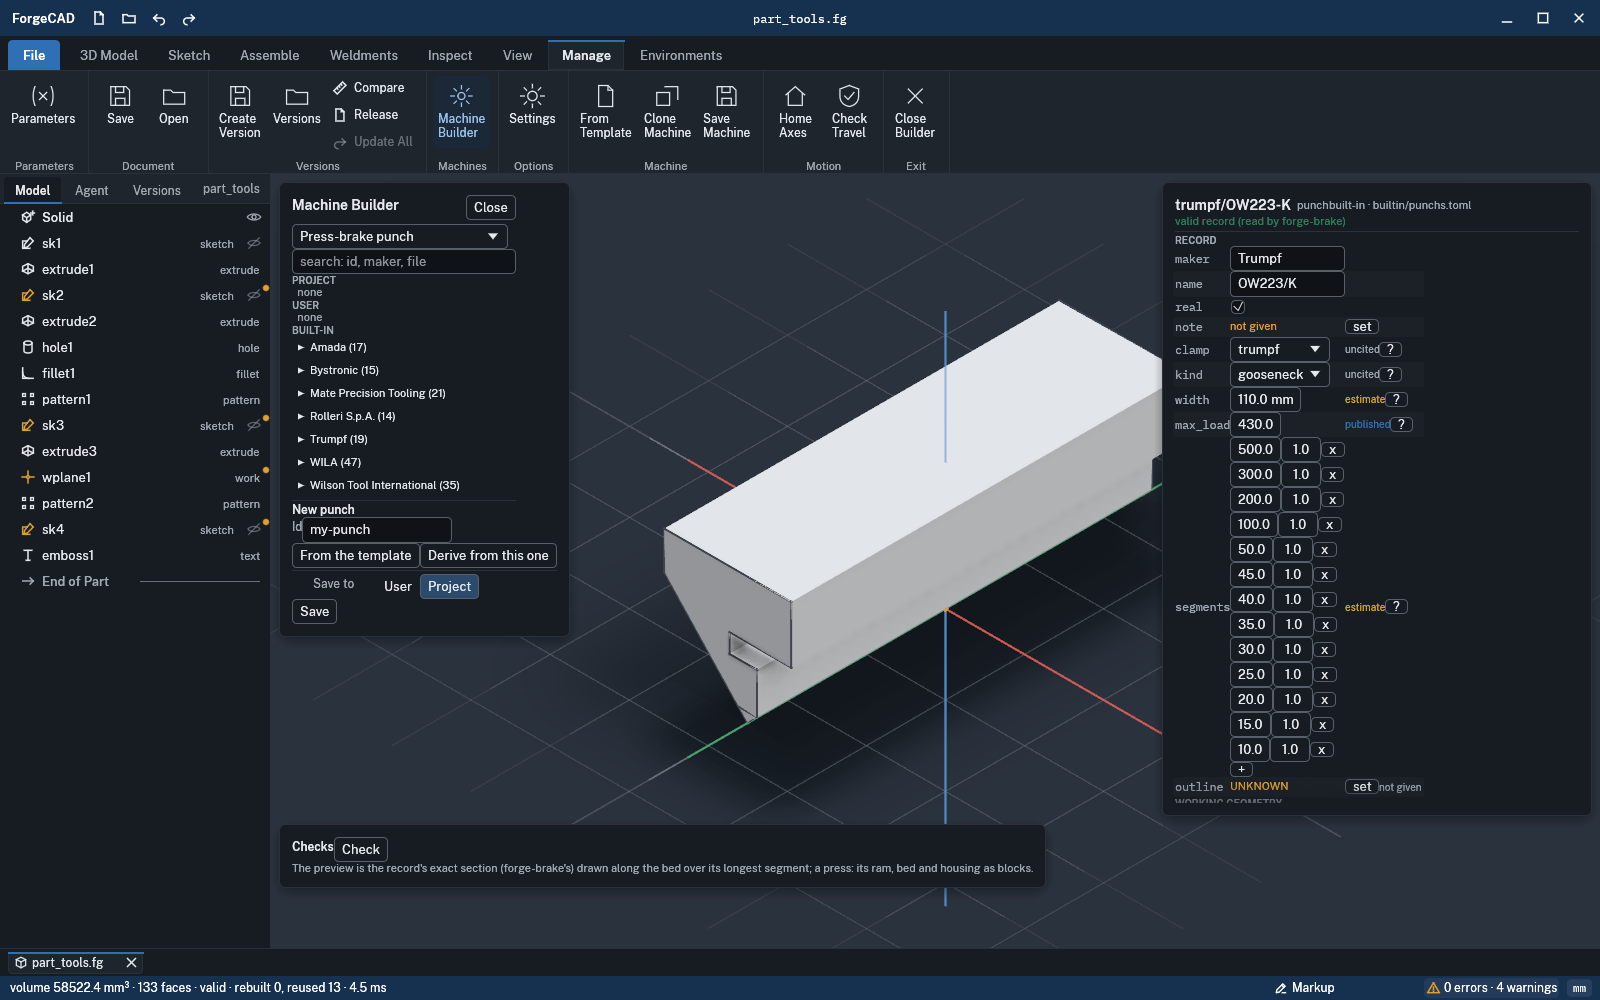 ForgeCAD
part_tools.fg
File 3D Model Sketch Assemble Weldments Inspect View Manage Environments
Parameters
Save
Open
Create Version
Versions
Compare
Release
Update All
Machine Builder
Settings
From Template
Clone Machine
Save Machine
Home Axes
Check Travel
Close Builder
Parameters Document Versions Machines Options Machine Motion Exit
Model Agent Versions part_tools
Solid
sk1 sketch
extrude1 extrude
sk2 sketch
extrude2 extrude
hole1 hole
fillet1 fillet
pattern1 pattern
sk3 sketch
extrude3 extrude
wplane1 work
pattern2 pattern
sk4 sketch
emboss1 text
End of Part
Machine Builder Close
Press-brake punch
search: id, maker, file
PROJECT
none
USER
none
BUILT-IN
Amada (17)
Bystronic (15)
Mate Precision Tooling (21)
Rolleri S.p.A. (14)
Trumpf (19)
WILA (47)
Wilson Tool International (35)
New punch
Id my-punch
From the template Derive from this one
Save to User Project
Save
trumpf/OW223-K punchbuilt-in · builtin/punchs.toml
valid record (read by forge-brake)
RECORD
maker Trumpf
name OW223/K
real
note not given set
clamp trumpf uncited ?
kind gooseneck uncited ?
width 110.0 mm estimate ?
max_load 430.0 published ?
500.0 1.0 x
300.0 1.0 x
200.0 1.0 x
100.0 1.0 x
50.0 1.0 x
45.0 1.0 x
40.0 1.0 x
segments estimate ?
35.0 1.0 x
30.0 1.0 x
25.0 1.0 x
20.0 1.0 x
15.0 1.0 x
10.0 1.0 x
+
outline UNKNOWN set not given
WORKING GEOMETRY
Checks Check
The preview is the record's exact section (forge-brake's) drawn along the bed over its longest segment; a press: its ram, bed and housing as blocks.
part_tools.fg
volume 58522.4 mm³ · 133 faces · valid · rebuilt 0, reused 13 · 4.5 ms
Markup
0 errors · 4 warnings mm